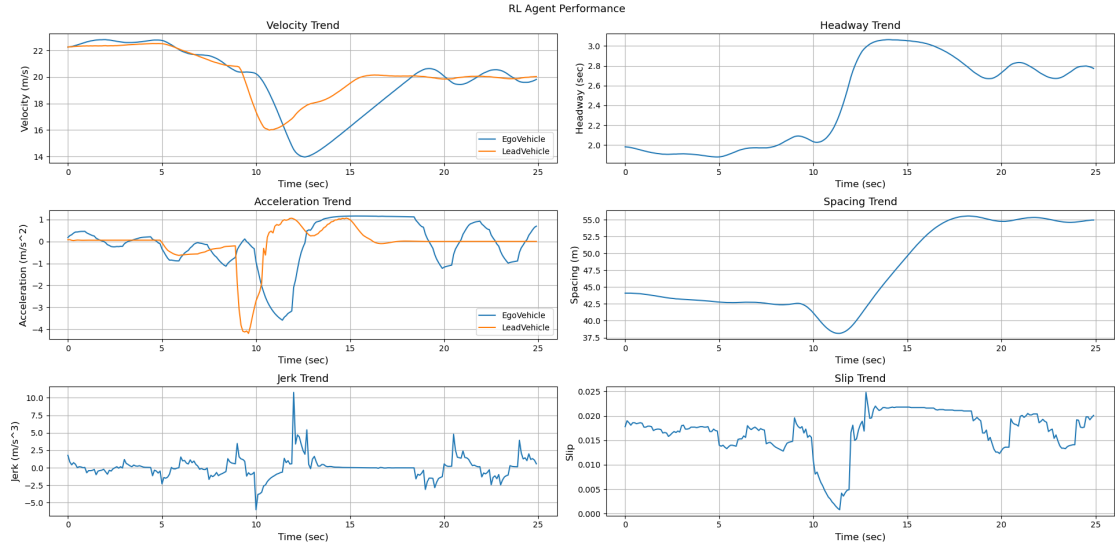 RL Agent Performance
Velocity Trend
Velocity (m/s)
22
20
18
16
14
0 5 10 15 20 25
Time (sec)
EgoVehicle
LeadVehicle
Headway Trend
Headway (sec)
3.0
2.8
2.6
2.4
2.2
2.0
0 5 10 15 20 25
Time (sec)
Acceleration Trend
Acceleration (m/s^2)
1
0
−1
−2
−3
−4
0 5 10 15 20 25
Time (sec)
EgoVehicle
LeadVehicle
Spacing Trend
Spacing (m)
55.0
52.5
50.0
47.5
45.0
42.5
40.0
37.5
0 5 10 15 20 25
Time (sec)
Jerk Trend
Jerk (m/s^3)
10.0
7.5
5.0
2.5
0.0
−2.5
−5.0
0 5 10 15 20 25
Time (sec)
Slip Trend
Slip
0.025
0.020
0.015
0.010
0.005
0.000
0 5 10 15 20 25
Time (sec)